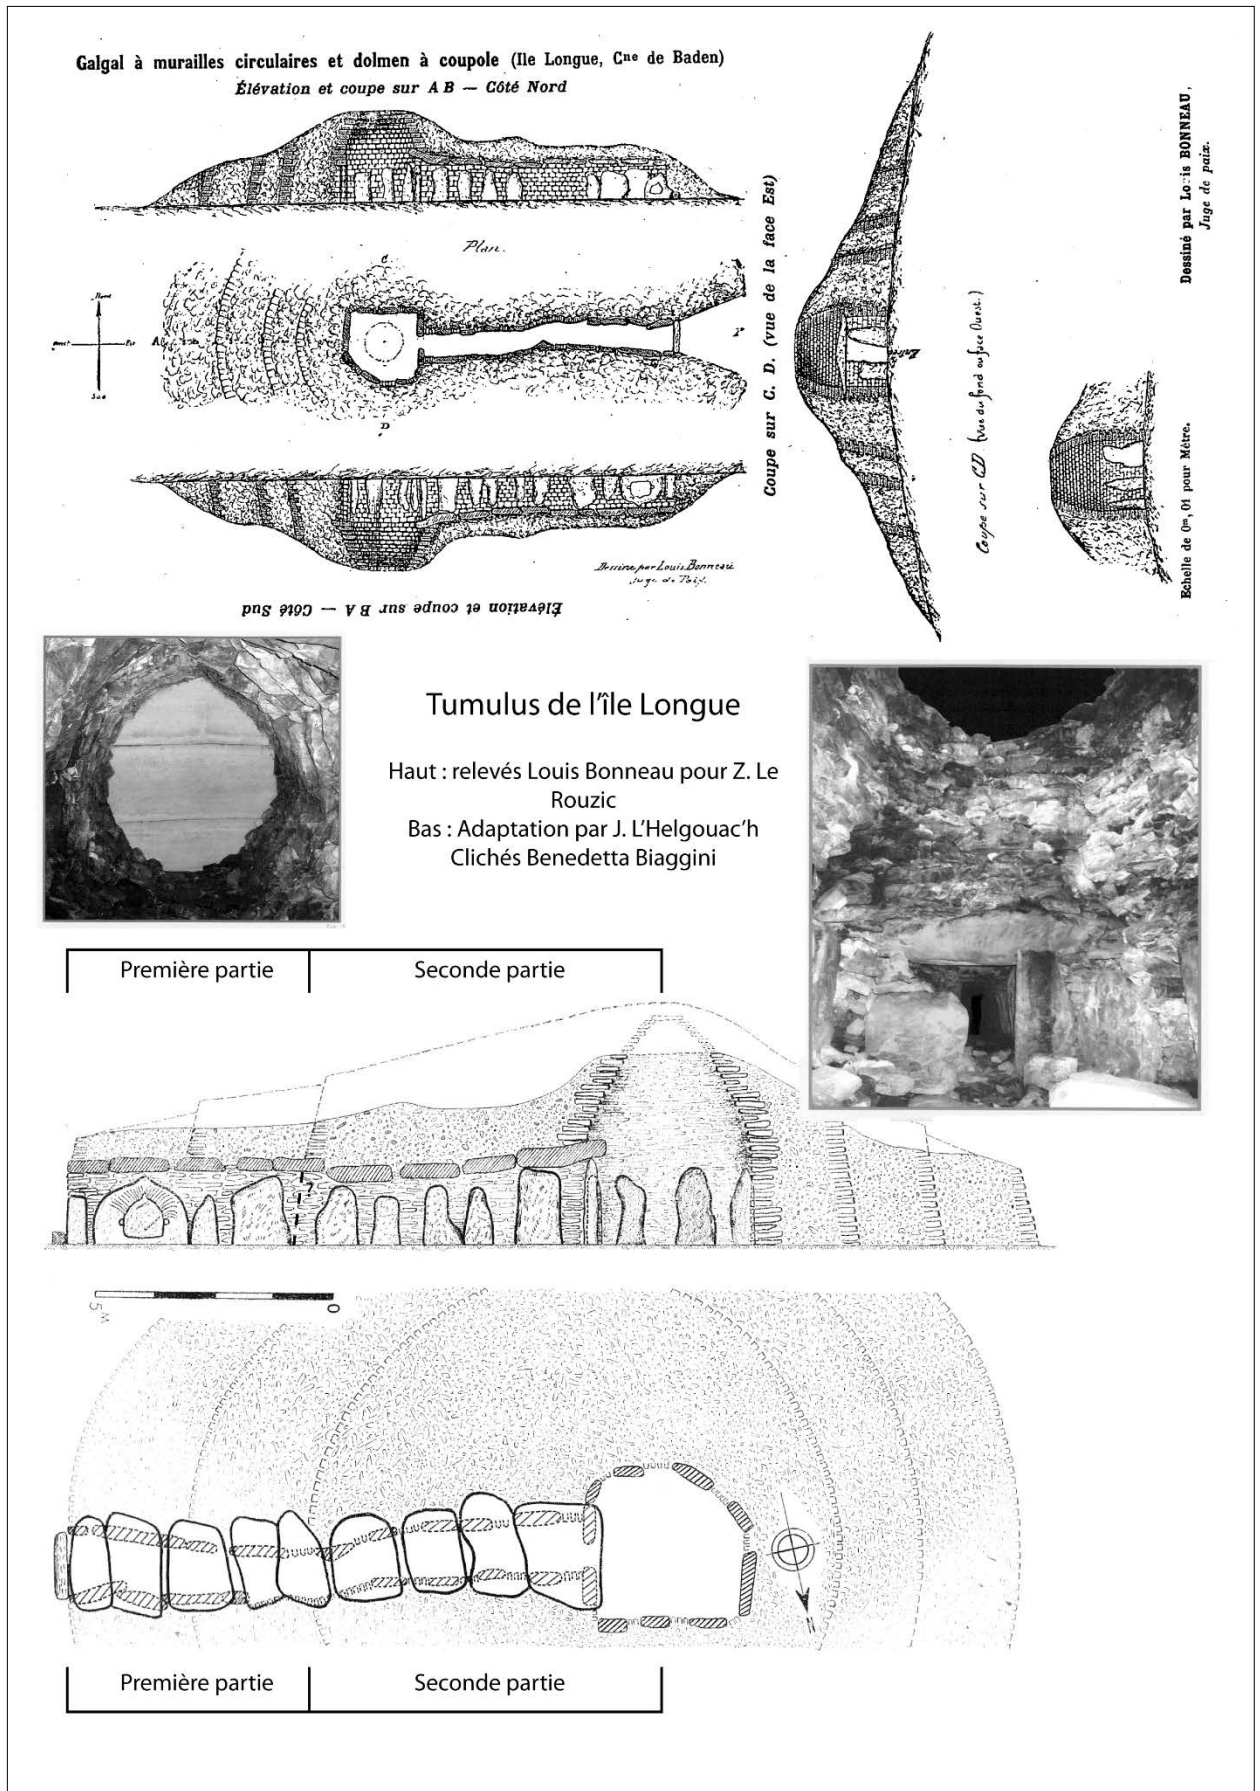 Galgal à murailles circulaires et dolmen à coupole (Ile Longue, Cne de Baden)
Élévation et coupe sur A B — Côté Nord
Plan.
Nord
Ouest
Est
Sud
A
C
D
Élévation et coupe sur B A — Côté Sud
Dessiné par Louis Bonneau
Juge de Paix.
Coupe sur C. D. (vue de la face Est)
Entrée
Coupe sur CD (vue du fond ou face Ouest.)
Dessiné par Louis BONNEAU,
Juge de paix.
Echelle de 0m, 01 pour Mètre.
Tumulus de l'île Longue
Haut : relevés Louis Bonneau pour Z. Le
Rouzic
Bas : Adaptation par J. L'Helgouac'h
Clichés Benedetta Biaggini
Première partie
Seconde partie
?
5 M
0
Première partie
Seconde partie